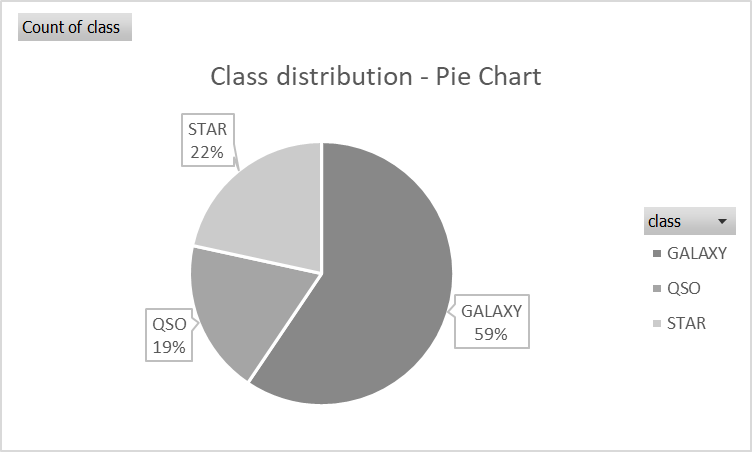 Count of class
Class distribution - Pie Chart
STAR
22%
class
GALAXY
QSO
STAR
GALAXY
59%
QSO
19%